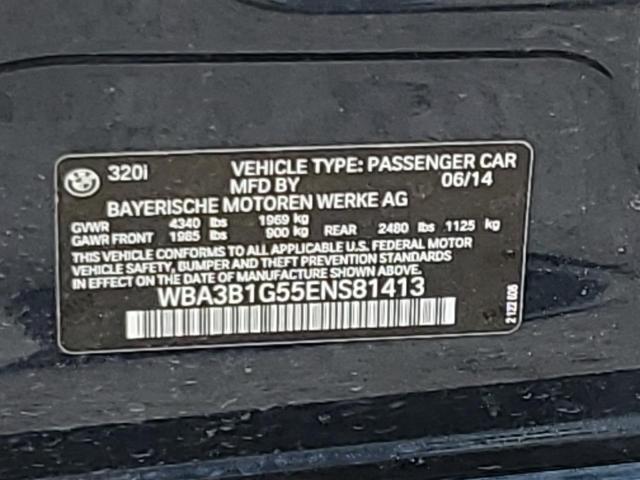 320i VEHICLE TYPE: PASSENGER CAR
MFD BY 06/14
BAYERISCHE MOTOREN WERKE AG
GVWR 4340 lbs 1969 kg
GAWR FRONT 1985 lbs 900 kg REAR 2480 lbs 1125 kg
THIS VEHICLE CONFORMS TO ALL APPLICABLE U.S. FEDERAL MOTOR
VEHICLE SAFETY, BUMPER AND THEFT PREVENTION STANDARDS
IN EFFECT ON THE DATE OF MANUFACTURE SHOWN ABOVE.
WBA3B1G55ENS81413